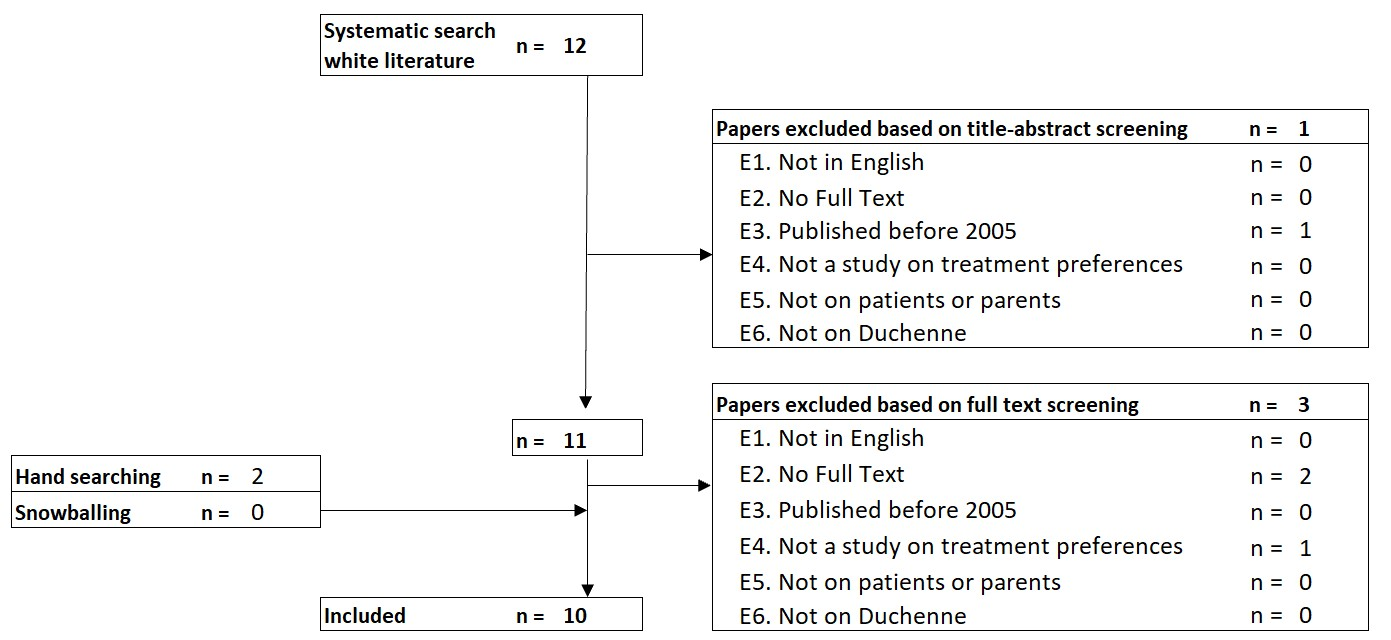 Systematic search
white literature n = 12
Papers excluded based on title-abstract screening n = 1
E1. Not in English n = 0
E2. No Full Text n = 0
E3. Published before 2005 n = 1
E4. Not a study on treatment preferences n = 0
E5. Not on patients or parents n = 0
E6. Not on Duchenne n = 0
n = 11
Papers excluded based on full text screening n = 3
E1. Not in English n = 0
E2. No Full Text n = 2
E3. Published before 2005 n = 0
E4. Not a study on treatment preferences n = 1
E5. Not on patients or parents n = 0
E6. Not on Duchenne n = 0
Hand searching n = 2
Snowballing n = 0
Included n = 10